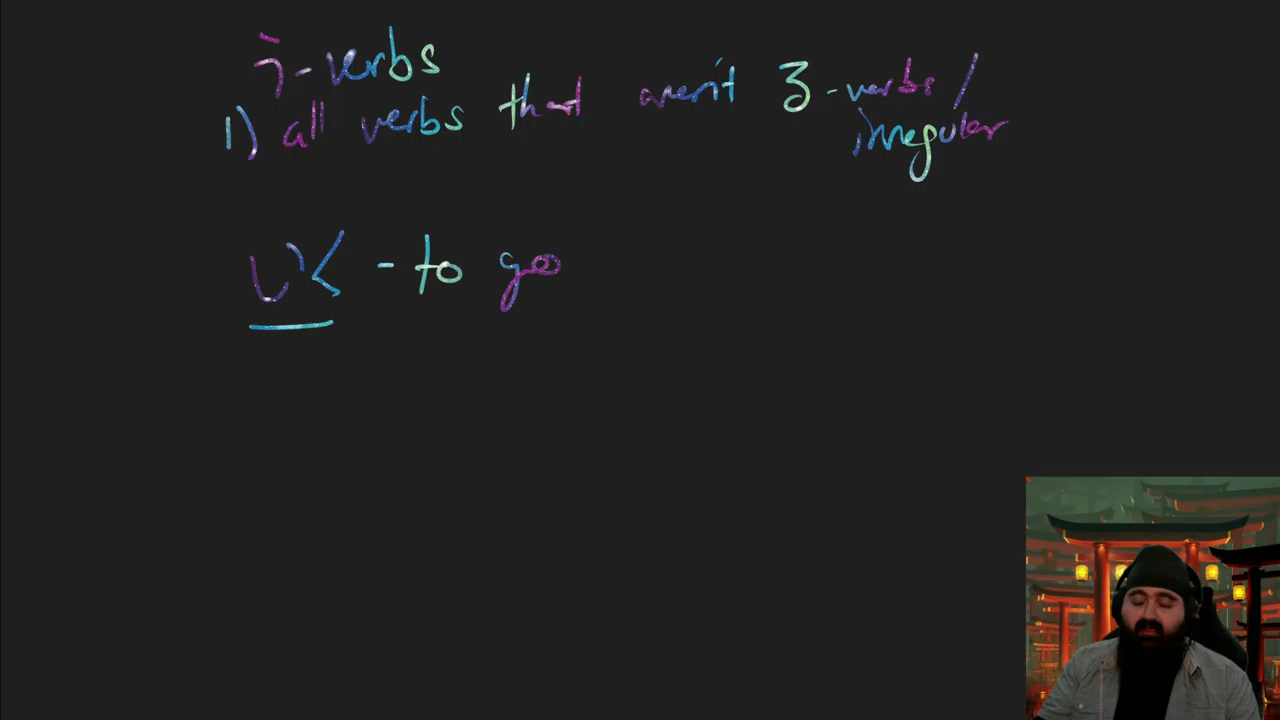 う-verbs
1) all verbs that aren't る-verbs /
irregular
いく - to go